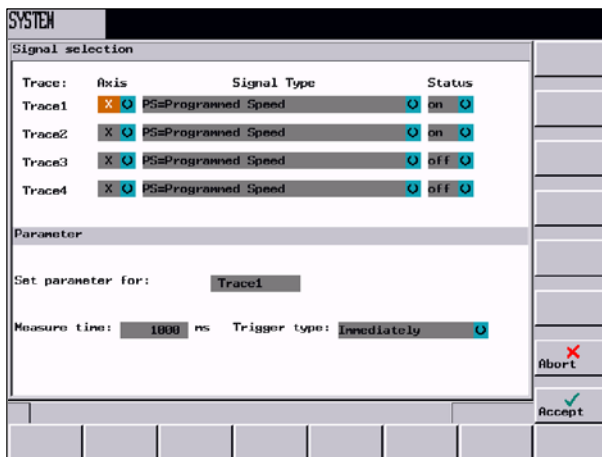 SYSTEM
Signal selection
Trace: Axis Signal Type Status
Trace1 X PS=Programmed Speed on
Trace2 X PS=Programmed Speed on
Trace3 X PS=Programmed Speed off
Trace4 X PS=Programmed Speed off
Parameter
Set parameter for: Trace1
Measure time: 1000 ms Trigger type: Immediately
Abort
Accept